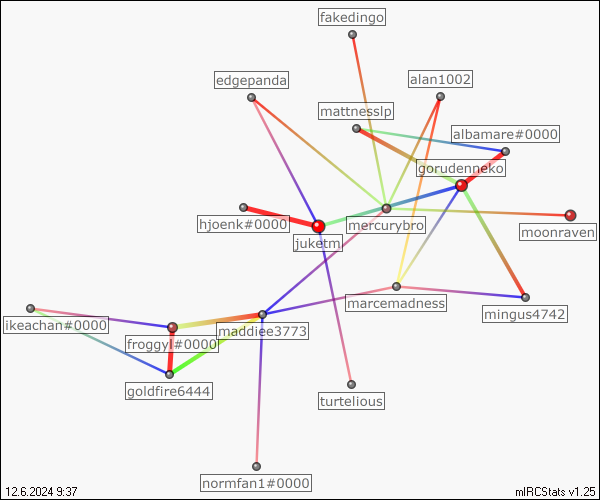 fakedingo
edgepanda
alan1002
mattnesslp
albamare#0000
gorudenneko
hjoenk#0000
mercurybro
moonraven
juketm
marcemadness
mingus4742
ikeachan#0000
maddiee3773
froggyl#0000
goldfire6444
turtelious
normfan1#0000
12.6.2024 9:37
mIRCStats v1.25